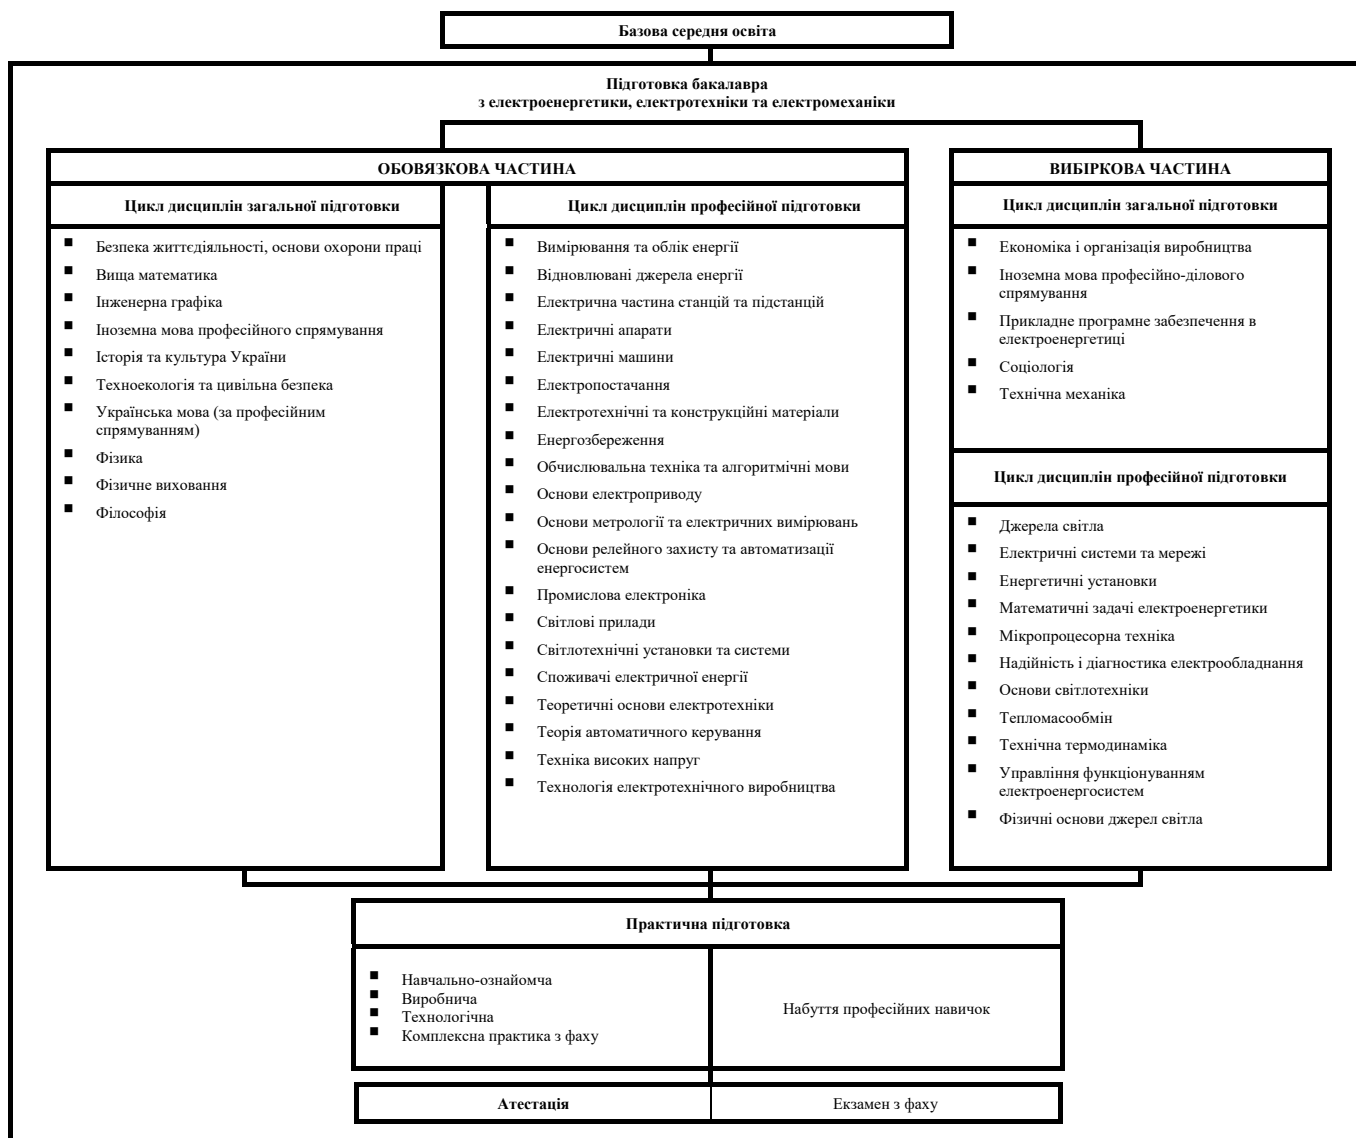 Базова середня освіта
Підготовка бакалавра
з електроенергетики, електротехніки та електромеханіки
ОБОВЯЗКОВА ЧАСТИНА
Цикл дисциплін загальної підготовки
Безпека життєдіяльності, основи охорони праці
Вища математика
Інженерна графіка
Іноземна мова професійного спрямування
Історія та культура України
Техноекологія та цивільна безпека
Українська мова (за професійним
спрямуванням)
Фізика
Фізичне виховання
Філософія
Цикл дисциплін професійної підготовки
Вимірювання та облік енергії
Відновлювані джерела енергії
Електрична частина станцій та підстанцій
Електричні апарати
Електричні машини
Електропостачання
Електротехнічні та конструкційні матеріали
Енергозбереження
Обчислювальна техніка та алгоритмічні мови
Основи електроприводу
Основи метрології та електричних вимірювань
Основи релейного захисту та автоматизації
енергосистем
Промислова електроніка
Світлові прилади
Світлотехнічні установки та системи
Споживачі електричної енергії
Теоретичні основи електротехніки
Теорія автоматичного керування
Техніка високих напруг
Технологія електротехнічного виробництва
ВИБІРКОВА ЧАСТИНА
Цикл дисциплін загальної підготовки
Економіка і організація виробництва
Іноземна мова професійно-ділового
спрямування
Прикладне програмне забезпечення в
електроенергетиці
Соціологія
Технічна механіка
Цикл дисциплін професійної підготовки
Джерела світла
Електричні системи та мережі
Енергетичні установки
Математичні задачі електроенергетики
Мікропроцесорна техніка
Надійність і діагностика електрообладнання
Основи світлотехніки
Тепломасообмін
Технічна термодинаміка
Управління функціонуванням
електроенергосистем
Фізичні основи джерел світла
Практична підготовка
Навчально-ознайомча
Виробнича
Технологічна
Комплексна практика з фаху
Набуття професійних навичок
Атестація
Екзамен з фаху